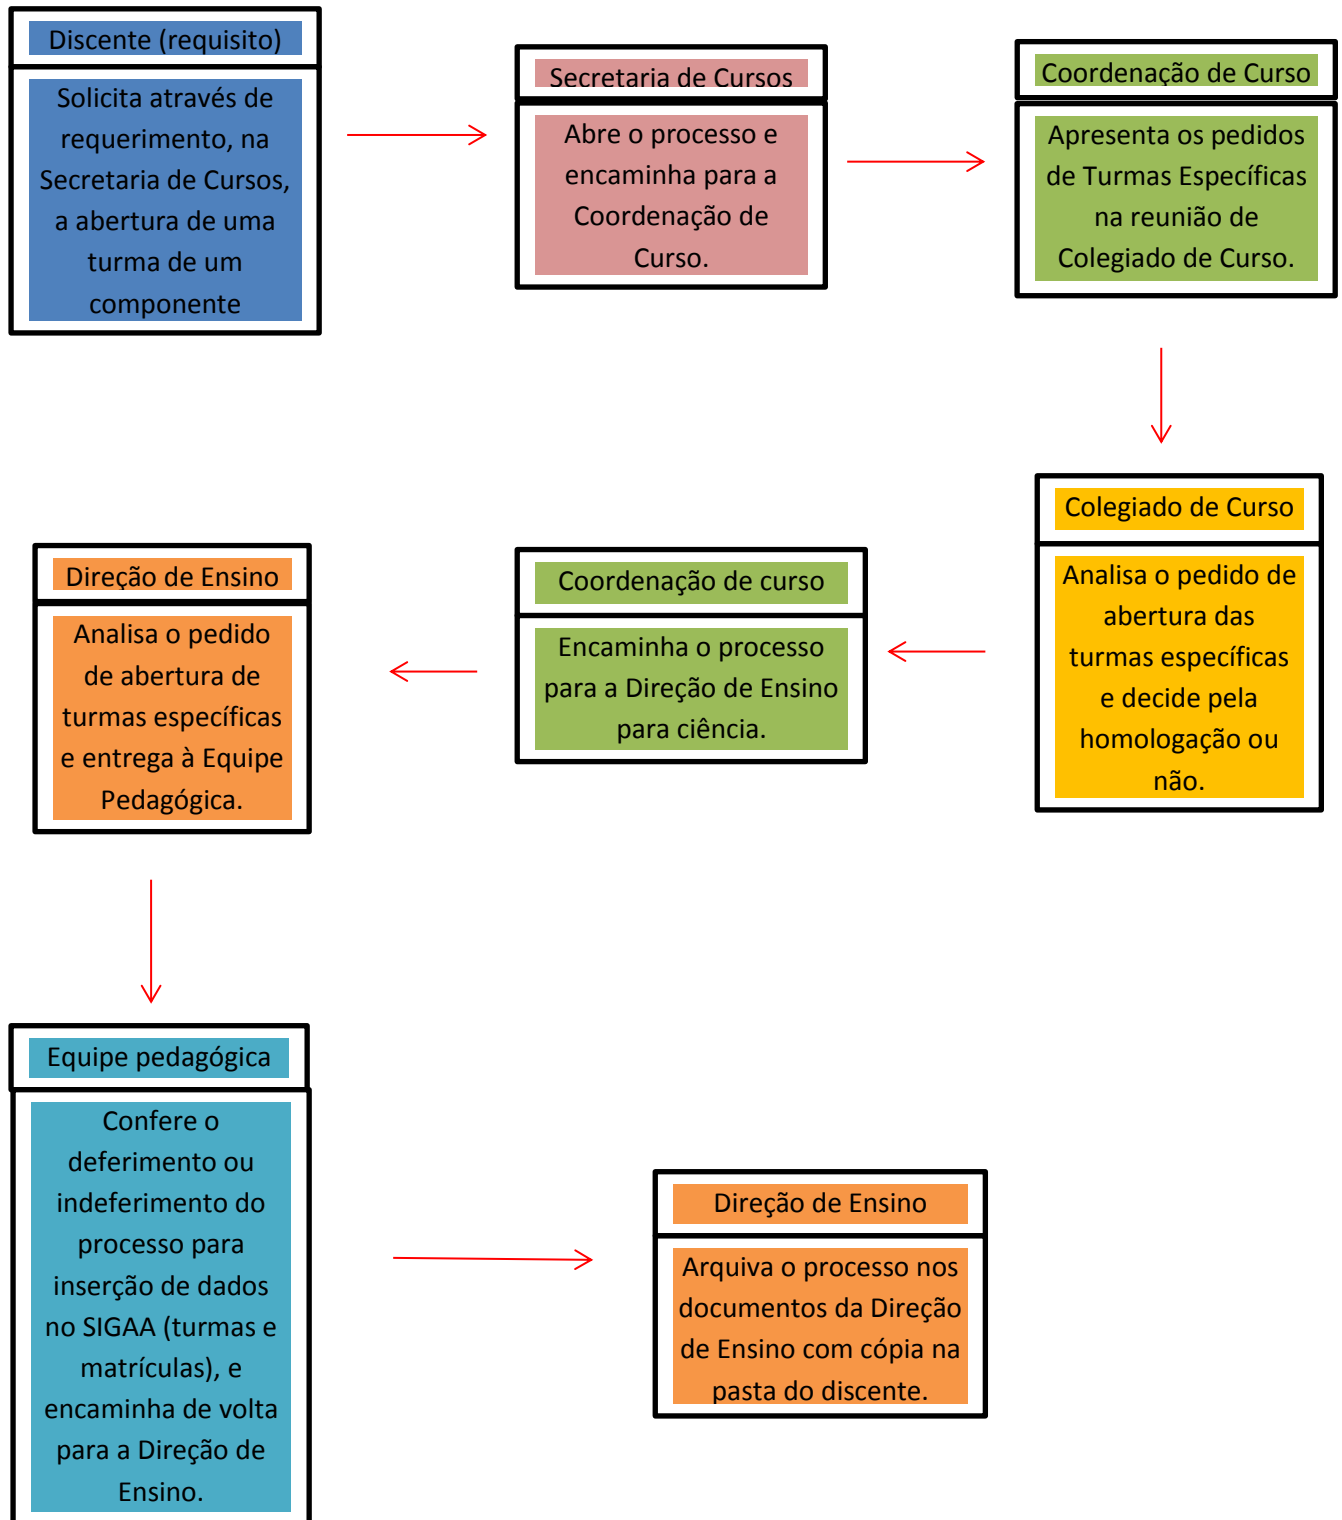 Discente (requisito)
Solicita através de
requerimento, na
Secretaria de Cursos,
a abertura de uma
turma de um
componente
Secretaria de Cursos
Abre o processo e
encaminha para a
Coordenação de
Curso.
Coordenação de Curso
Apresenta os pedidos
de Turmas Específicas
na reunião de
Colegiado de Curso.
Colegiado de Curso
Analisa o pedido de
abertura das
turmas específicas
e decide pela
homologação ou
não.
Coordenação de curso
Encaminha o processo
para a Direção de Ensino
para ciência.
Direção de Ensino
Analisa o pedido
de abertura de
turmas específicas
e entrega à Equipe
Pedagógica.
Equipe pedagógica
Confere o
deferimento ou
indeferimento do
processo para
inserção de dados
no SIGAA (turmas e
matrículas), e
encaminha de volta
para a Direção de
Ensino.
Direção de Ensino
Arquiva o processo nos
documentos da Direção
de Ensino com cópia na
pasta do discente.